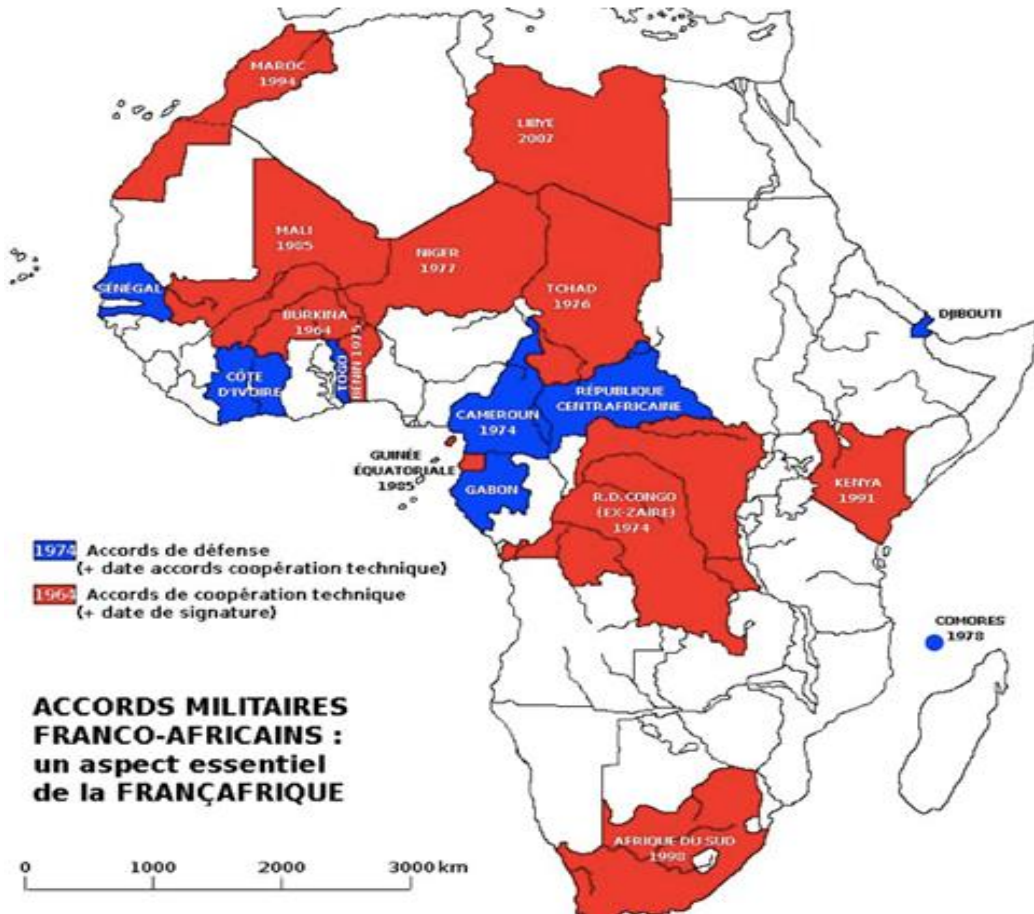 MAROC
1994
LIBYE
2007
MALI
1985
NIGER
1977
TCHAD
1976
SÉNÉGAL
BURKINA
1964
DJIBOUTI
TOGO
BÉNIN 1975
CÔTE
D'IVOIRE
RÉPUBLIQUE
CENTRAFRICAINE
CAMEROUN
1974
GUINÉE
ÉQUATORIALE
1985
GABON
R.D.CONGO
(EX-ZAIRE)
1974
KENYA
1991
1974 Accords de défense
(+ date accords coopération technique)
1964 Accords de coopération technique
(+ date de signature)
COMORES
1978
ACCORDS MILITAIRES
FRANCO-AFRICAINS :
un aspect essentiel
de la FRANÇAFRIQUE
AFRIQUE DU SUD
1998
0 1000 2000 3000 km